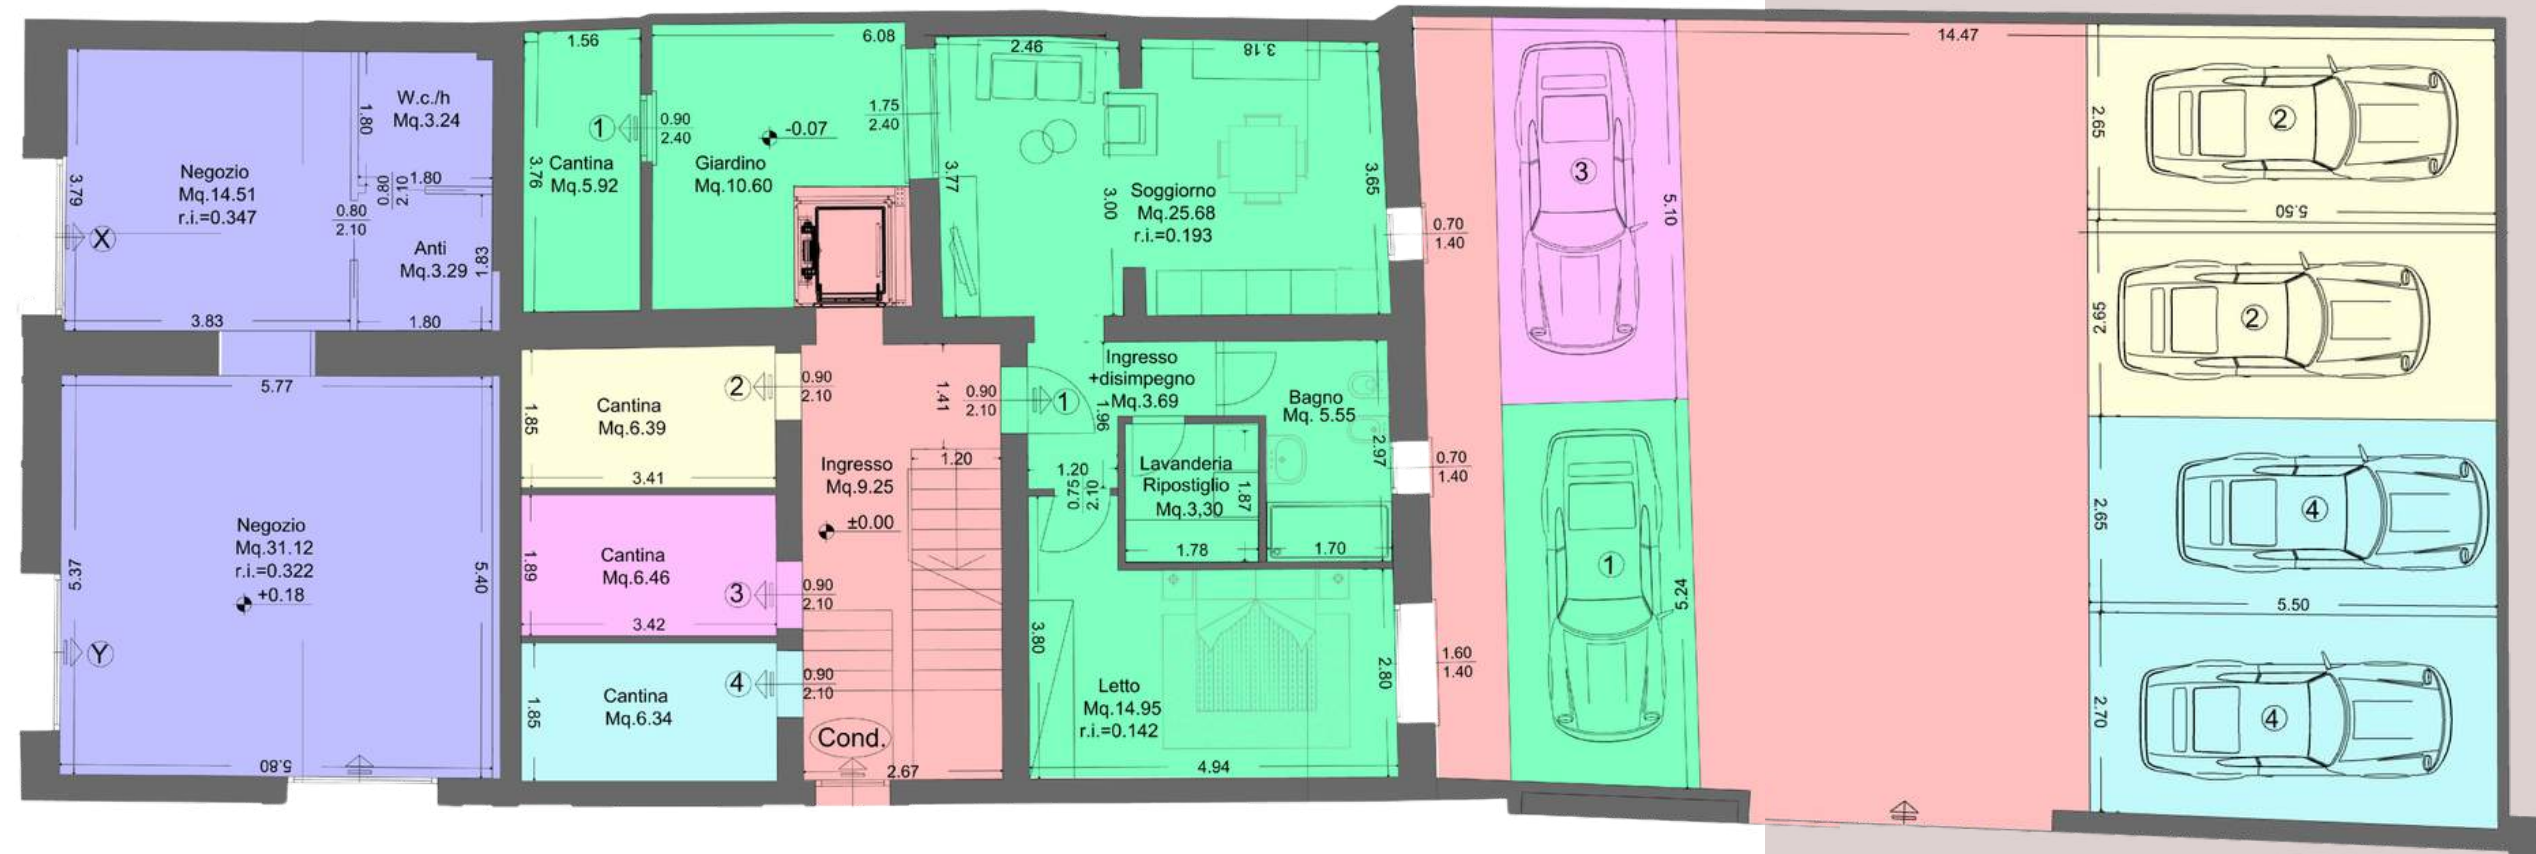 Negozio
Mq.14.51
r.i.=0.347
3.79
X
3.83
W.c./h
Mq.3.24
1.80
1.80
0.80
2.10
0.80
2.10
Anti
Mq.3.29
1.83
1.80
Negozio
Mq.31.12
r.i.=0.322
+0.18
5.77
5.37
5.40
5.80
Y
1.56
3.76
Cantina
Mq.5.92
1
0.90
2.40
6.08
-0.07
Giardino
Mq.10.60
1.75
2.40
2.46
3.77
3.00
3.18
Soggiorno
Mq.25.68
r.i.=0.193
3.65
0.70
1.40
Cantina
Mq.6.39
1.85
3.41
2
0.90
2.10
Cantina
Mq.6.46
1.89
3.42
3
0.90
2.10
Cantina
Mq.6.34
1.85
4
0.90
2.10
Ingresso
Mq.9.25
±0.00
1.41
1.20
Cond.
2.67
0.90
2.10
1
Ingresso
+disimpegno
Mq.3.69
1.96
1.20
0.75
2.10
Lavanderia
Ripostiglio
Mq.3,30
1.87
1.78
Bagno
Mq. 5.55
2.97
1.70
0.70
1.40
Letto
Mq.14.95
r.i.=0.142
3.80
2.80
4.94
1.60
1.40
14.47
3
5.10
1
5.24
2
2.65
5.50
2
2.65
4
2.65
5.50
4
2.70